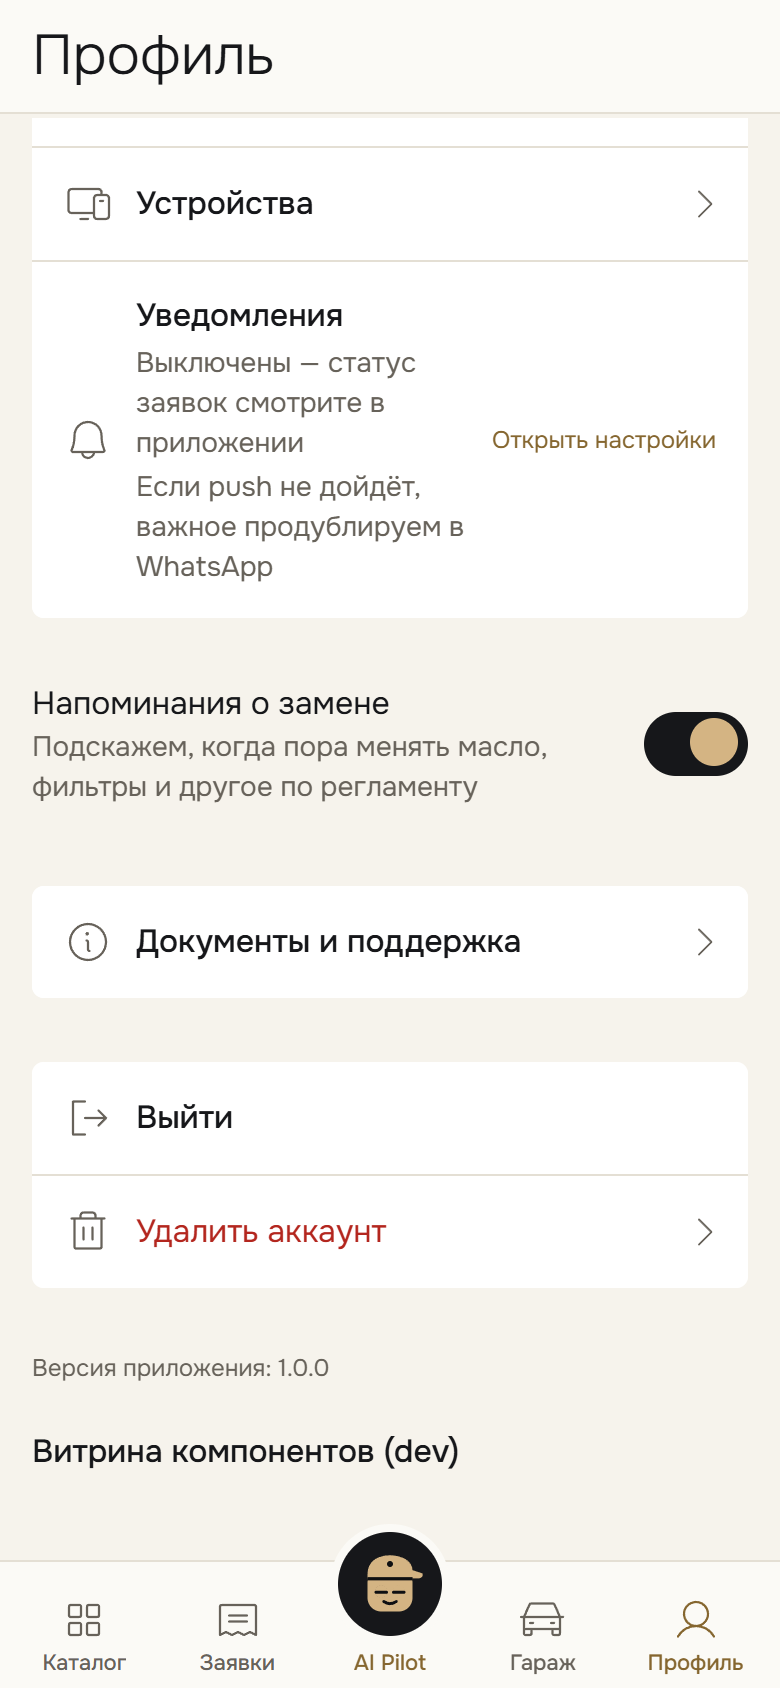 Профиль
Устройства
Уведомления
Выключены — статус
заявок смотрите в
приложении
Если push не дойдёт,
важное продублируем в
WhatsApp
Открыть настройки
Напоминания о замене
Подскажем, когда пора менять масло,
фильтры и другое по регламенту
Документы и поддержка
Выйти
Удалить аккаунт
Версия приложения: 1.0.0
Витрина компонентов (dev)
Каталог
Заявки
AI Pilot
Гараж
Профиль